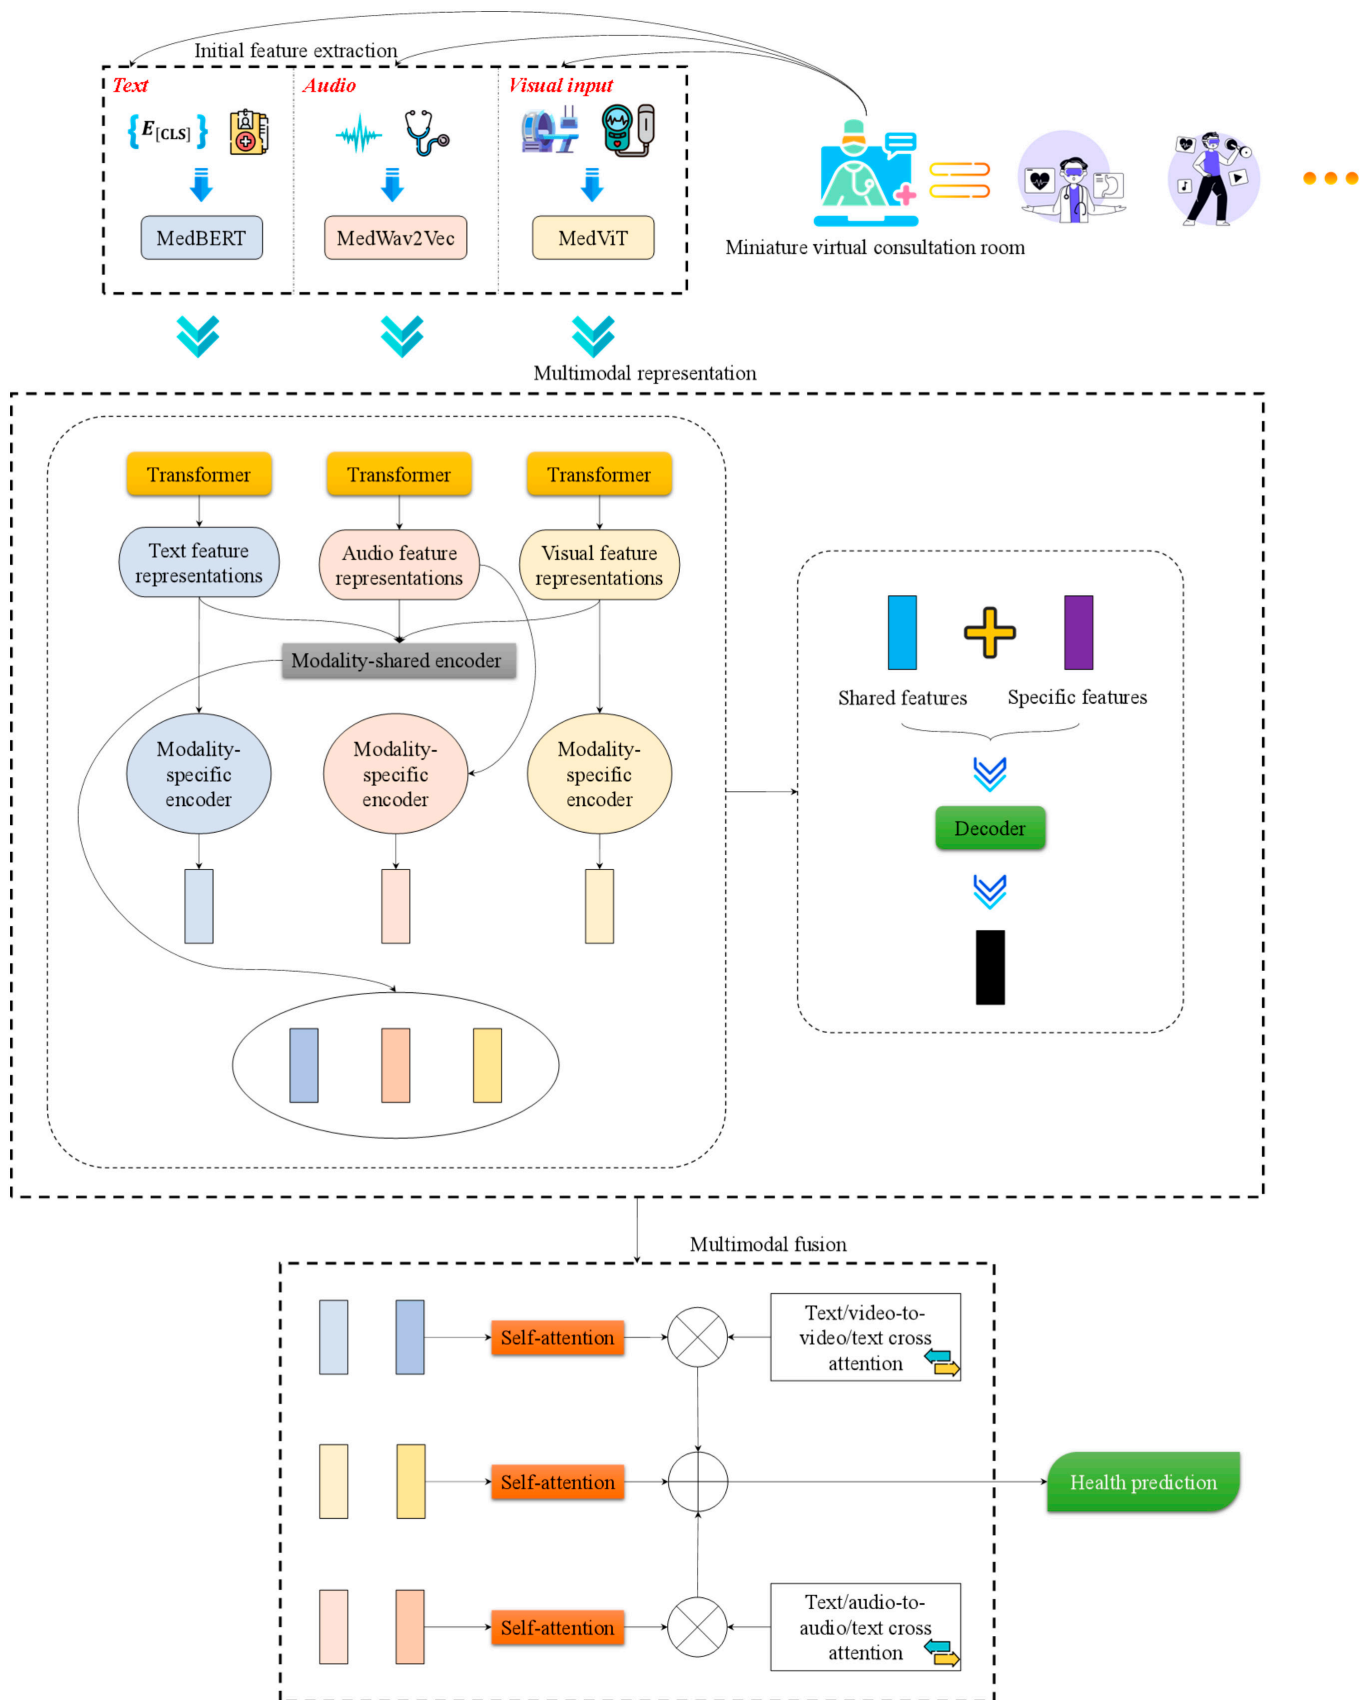 Initial feature extraction
Text
Audio
Visual input
{E[CLS]}
MedBERT
MedWav2Vec
MedViT
Miniature virtual consultation room
Multimodal representation
Transformer
Transformer
Transformer
Text feature
representations
Audio feature
representations
Visual feature
representations
Modality-shared encoder
Modality-
specific
encoder
Modality-
specific
encoder
Modality-
specific
encoder
Shared features
Specific features
Decoder
Multimodal fusion
Self-attention
Text/video-to-
video/text cross
attention
Self-attention
Health prediction
Self-attention
Text/audio-to-
audio/text cross
attention